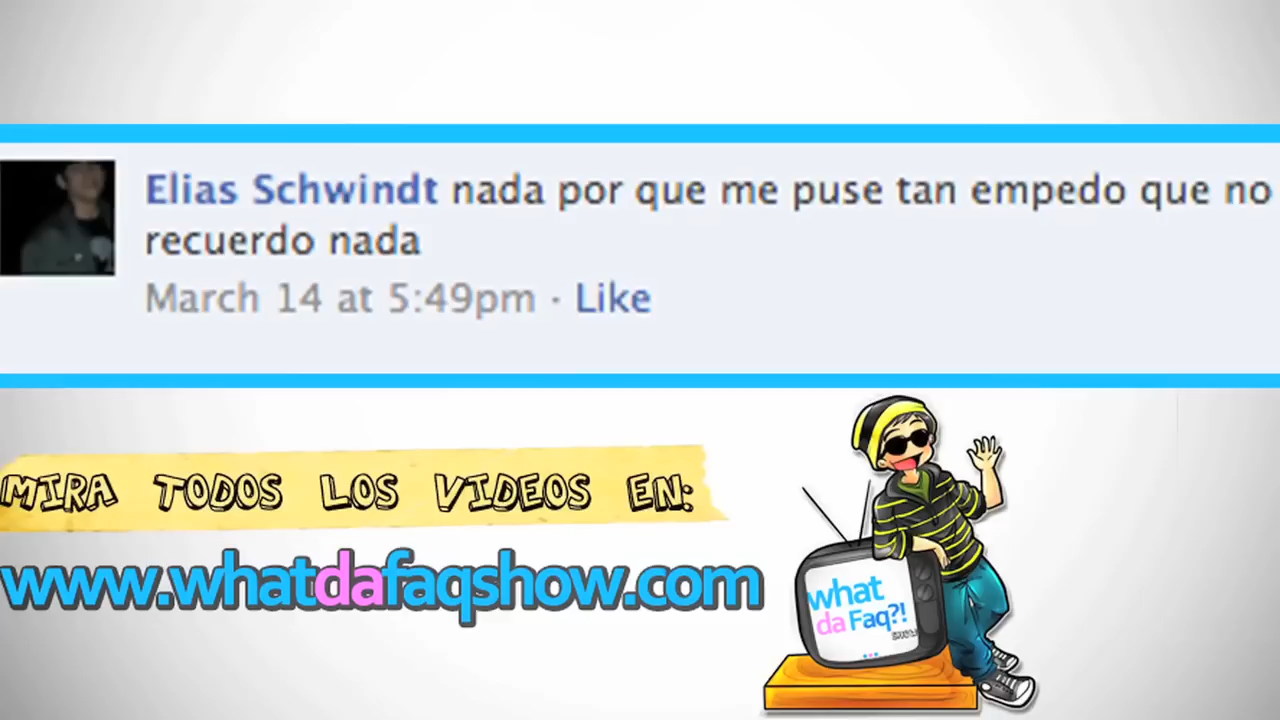 Elias Schwindt nada por que me puse tan empedo que no
recuerdo nada
March 14 at 5:49pm · Like
MIRA TODOS LOS VIDEOS EN:
www.whatdafaqshow.com
what
da Faq?!
SHOW